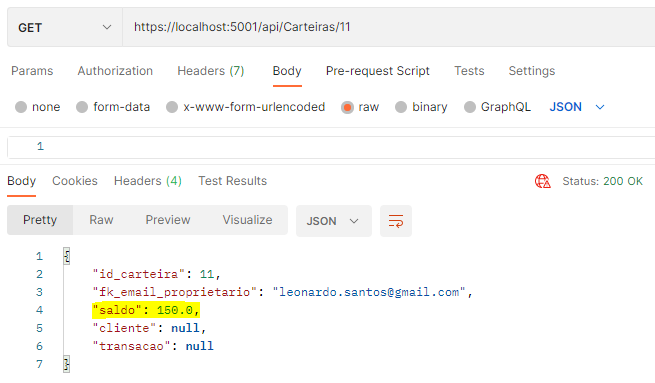 GET https://localhost:5001/api/Carteiras/11
Params Authorization Headers (7) Body Pre-request Script Tests Settings
none form-data x-www-form-urlencoded raw binary GraphQL JSON
1
Body Cookies Headers (4) Test Results Status: 200 OK
Pretty Raw Preview Visualize JSON
1 {
2 "id_carteira": 11,
3 "fk_email_proprietario": "leonardo.santos@gmail.com",
4 "saldo": 150.0,
5 "cliente": null,
6 "transacao": null
7 }